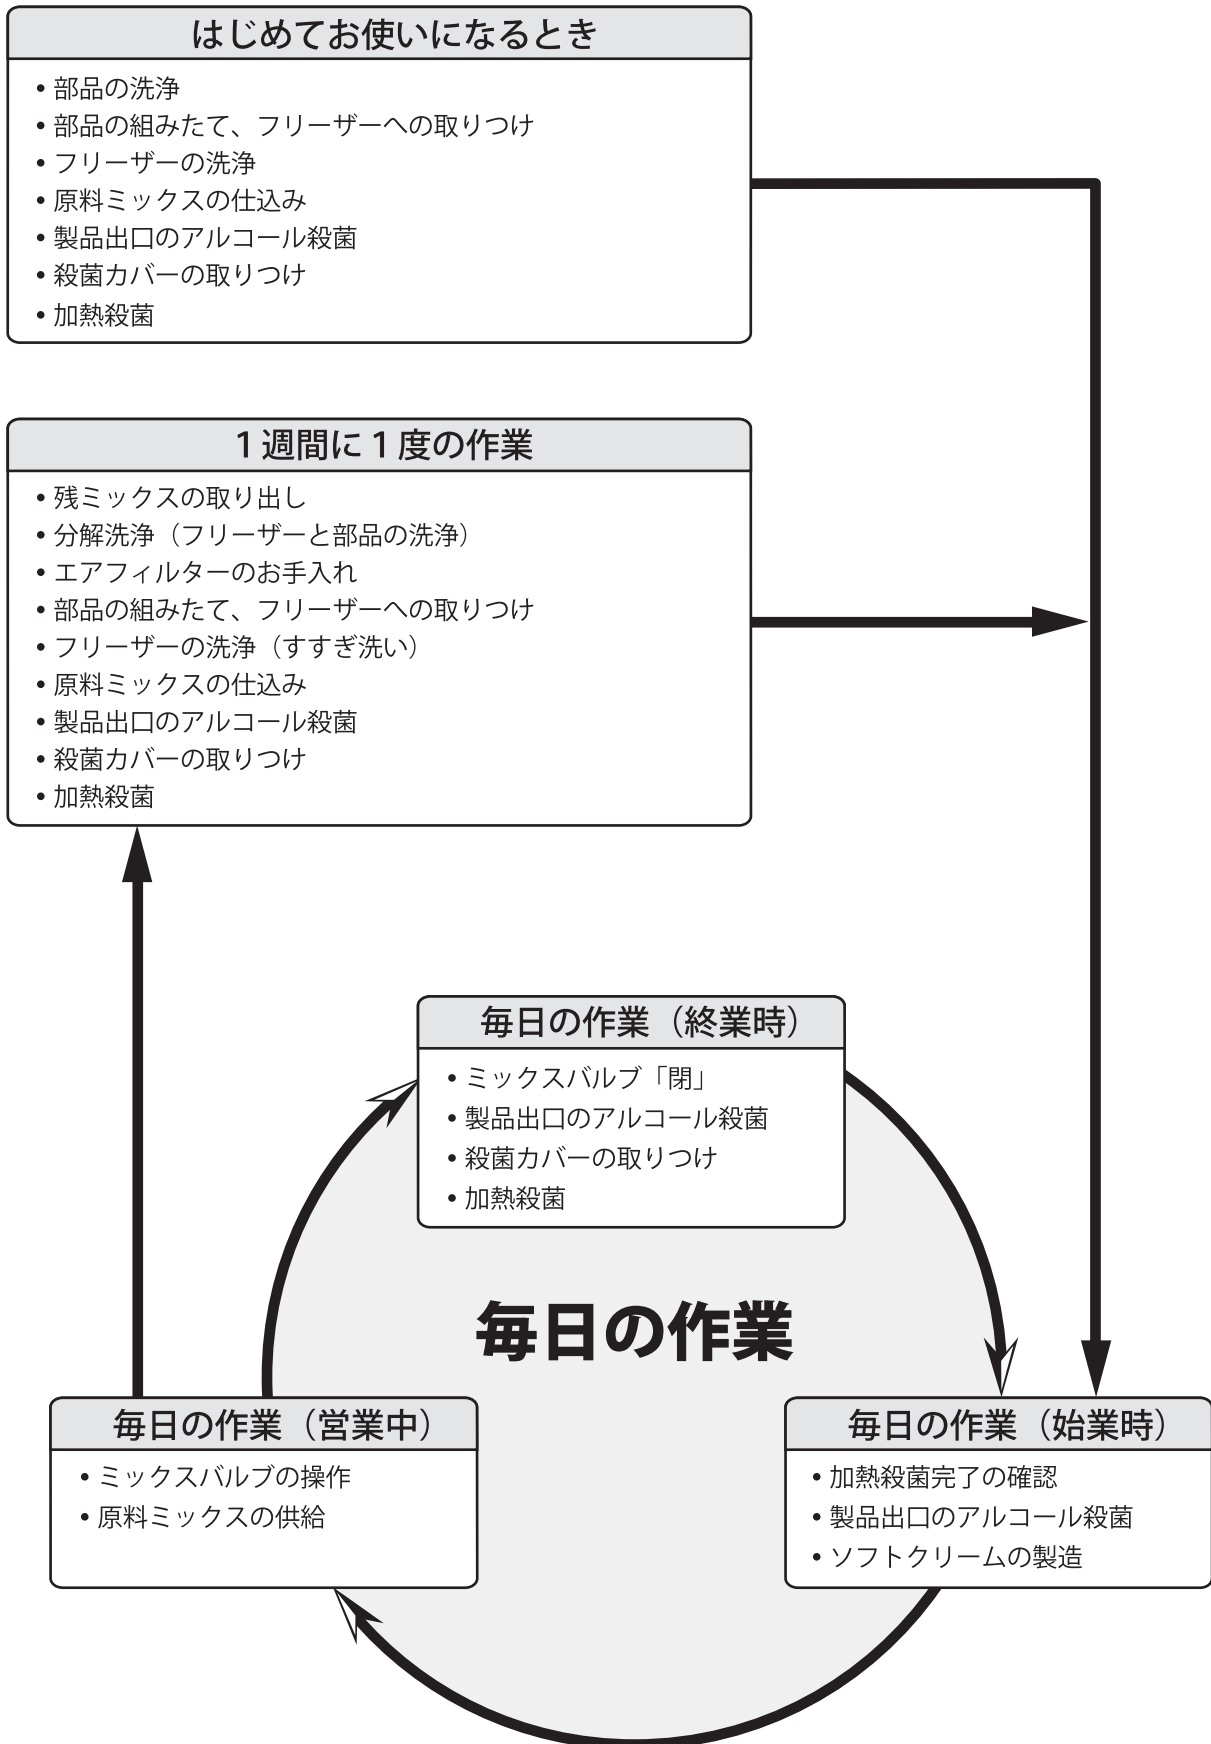 はじめてお使いになるとき
• 部品の洗浄
• 部品の組みたて、フリーザーへの取りつけ
• フリーザーの洗浄
• 原料ミックスの仕込み
• 製品出口のアルコール殺菌
• 殺菌カバーの取りつけ
• 加熱殺菌
1週間に1度の作業
• 残ミックスの取り出し
• 分解洗浄（フリーザーと部品の洗浄）
• エアフィルターのお手入れ
• 部品の組みたて、フリーザーへの取りつけ
• フリーザーの洗浄（すすぎ洗い）
• 原料ミックスの仕込み
• 製品出口のアルコール殺菌
• 殺菌カバーの取りつけ
• 加熱殺菌
毎日の作業（終業時）
• ミックスバルブ「閉」
• 製品出口のアルコール殺菌
• 殺菌カバーの取りつけ
• 加熱殺菌
毎日の作業
毎日の作業（営業中）
• ミックスバルブの操作
• 原料ミックスの供給
毎日の作業（始業時）
• 加熱殺菌完了の確認
• 製品出口のアルコール殺菌
• ソフトクリームの製造